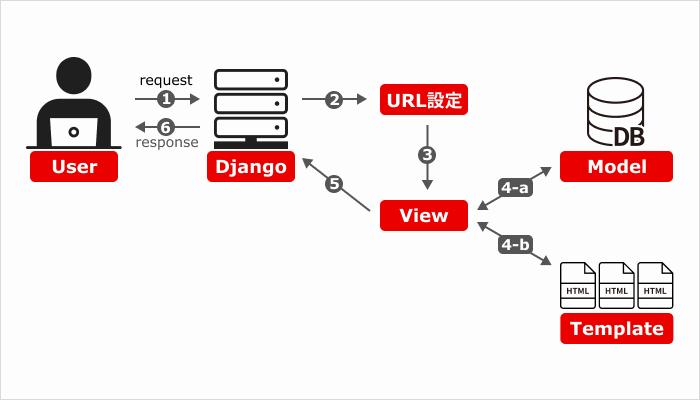 request
1
6
response
User
Django
2
URL設定
3
5
View
4-a
4-b
DB
Model
HTML
HTML
HTML
Template